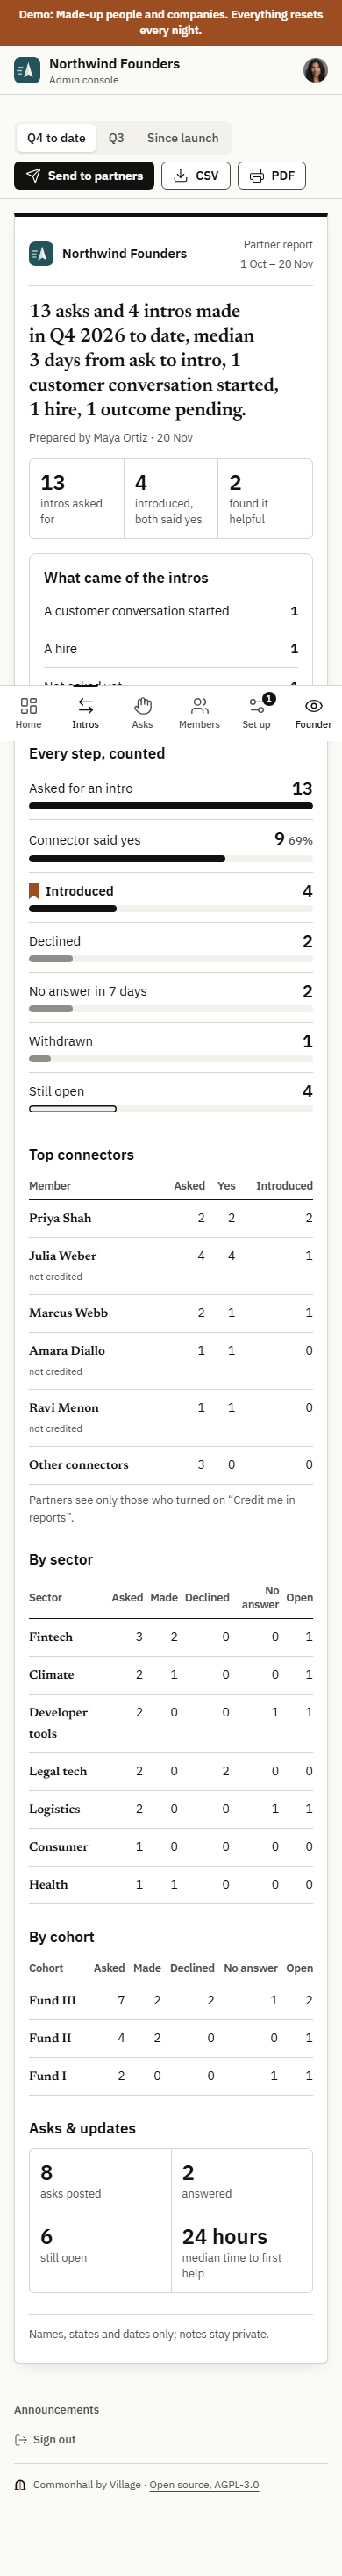 Demo: Made-up people and companies. Everything resets
every night.
Northwind Founders
Admin console
Q4 to date Q3 Since launch
Send to partners CSV PDF
Northwind Founders
Partner report
1 Oct – 20 Nov
13 asks and 4 intros made
in Q4 2026 to date, median
3 days from ask to intro, 1
customer conversation started,
1 hire, 1 outcome pending.
Prepared by Maya Ortiz · 20 Nov
13 4 2
intros asked introduced, found it
for both said yes helpful
What came of the intros
A customer conversation started 1
A hire 1
Home Intros Asks Members Set up 1 Founder
Every step, counted
Asked for an intro 13
Connector said yes 9 69%
Introduced 4
Declined 2
No answer in 7 days 2
Withdrawn 1
Still open 4
Top connectors
Member Asked Yes Introduced
Priya Shah 2 2 2
Julia Weber 4 4 1
not credited
Marcus Webb 2 1 1
Amara Diallo 1 1 0
not credited
Ravi Menon 1 1 0
not credited
Other connectors 3 0 0
Partners see only those who turned on “Credit me in
reports”.
By sector
Sector Asked Made Declined No answer Open
Fintech 3 2 0 0 1
Climate 2 1 0 0 1
Developer tools 2 0 0 1 1
Legal tech 2 0 2 0 0
Logistics 2 0 0 1 1
Consumer 1 0 0 0 0
Health 1 1 0 0 0
By cohort
Cohort Asked Made Declined No answer Open
Fund III 7 2 2 1 2
Fund II 4 2 0 0 1
Fund I 2 0 0 1 1
Asks & updates
8 2
asks posted answered
6 24 hours
still open median time to first
help
Names, states and dates only; notes stay private.
Announcements
Sign out
Commonhall by Village · Open source, AGPL-3.0